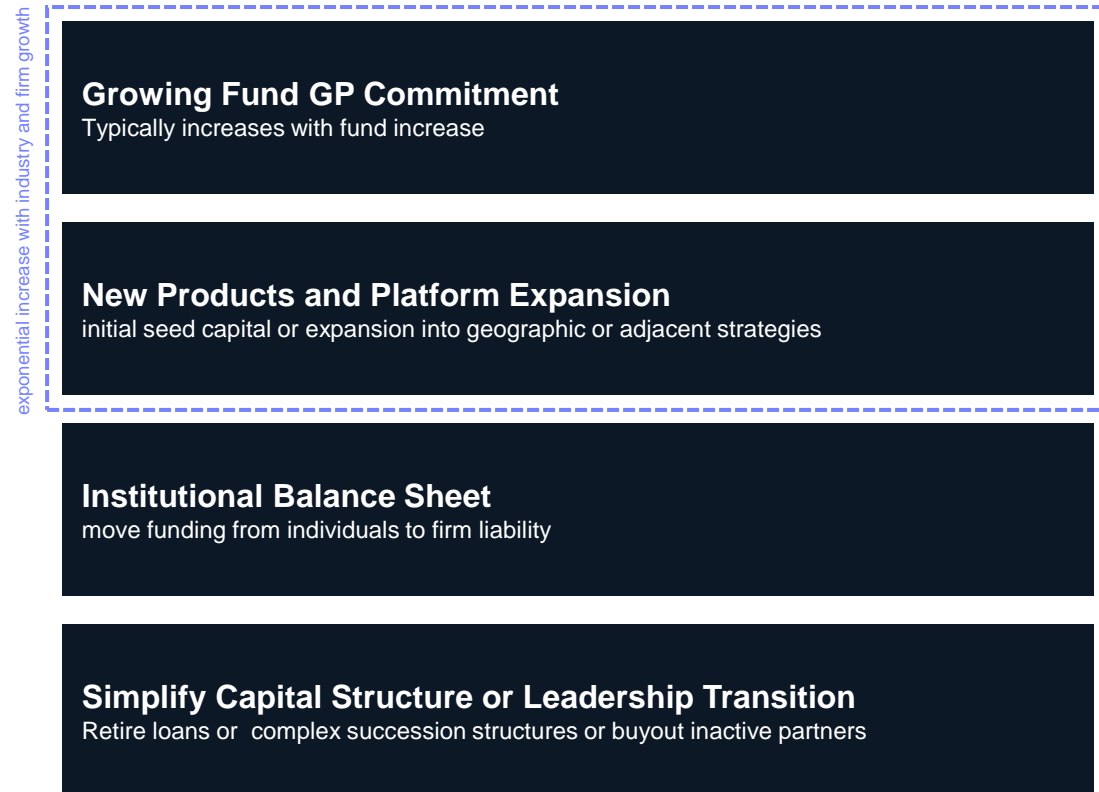 exponential increase with industry and firm growth
Growing Fund GP Commitment
Typically increases with fund increase
New Products and Platform Expansion
initial seed capital or expansion into geographic or adjacent strategies
Institutional Balance Sheet
move funding from individuals to firm liability
Simplify Capital Structure or Leadership Transition
Retire loans or  complex succession structures or buyout inactive partners